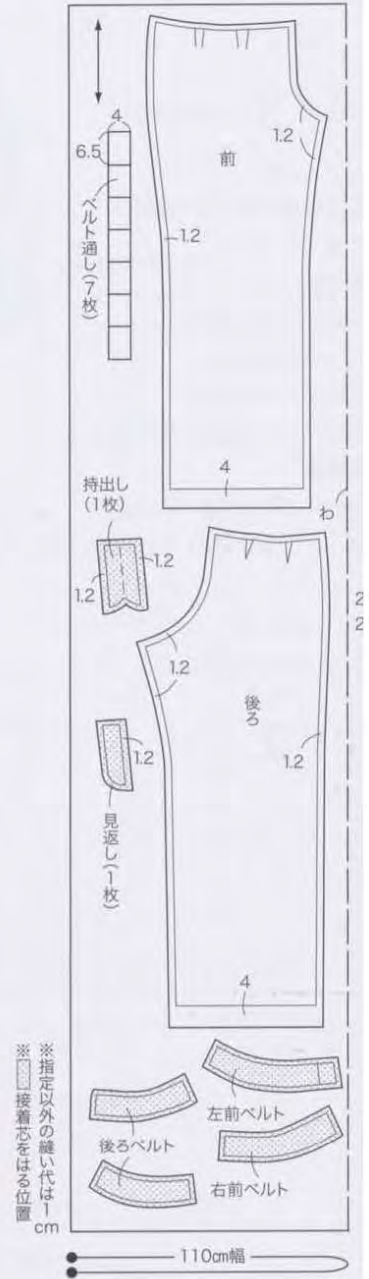 4
6.5
ベルト通し(7枚)
前
1.2
1.2
4
わ
持出し
(1枚)
1.2
1.2
1.2
後ろ
1.2
1.2
見返し(1枚)
4
2
2
左前ベルト
後ろベルト
右前ベルト
※指定以外の縫い代は1cm
※接着芯をはる位置
110cm幅